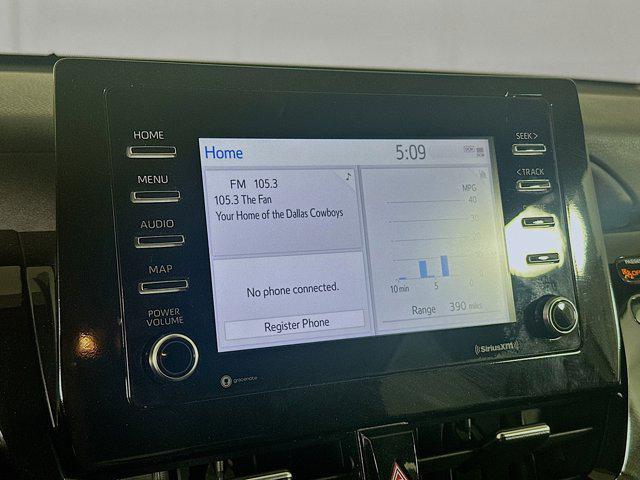 HOME
MENU
AUDIO
MAP
POWER
VOLUME
Home
5:09
FM 105.3
105.3 The Fan
Your Home of the Dallas Cowboys
No phone connected.
Register Phone
MPG
40
30
0
10 min
5
0
Range 390 miles
SEEK >
< TRACK
((SiriusXM))
gracenote